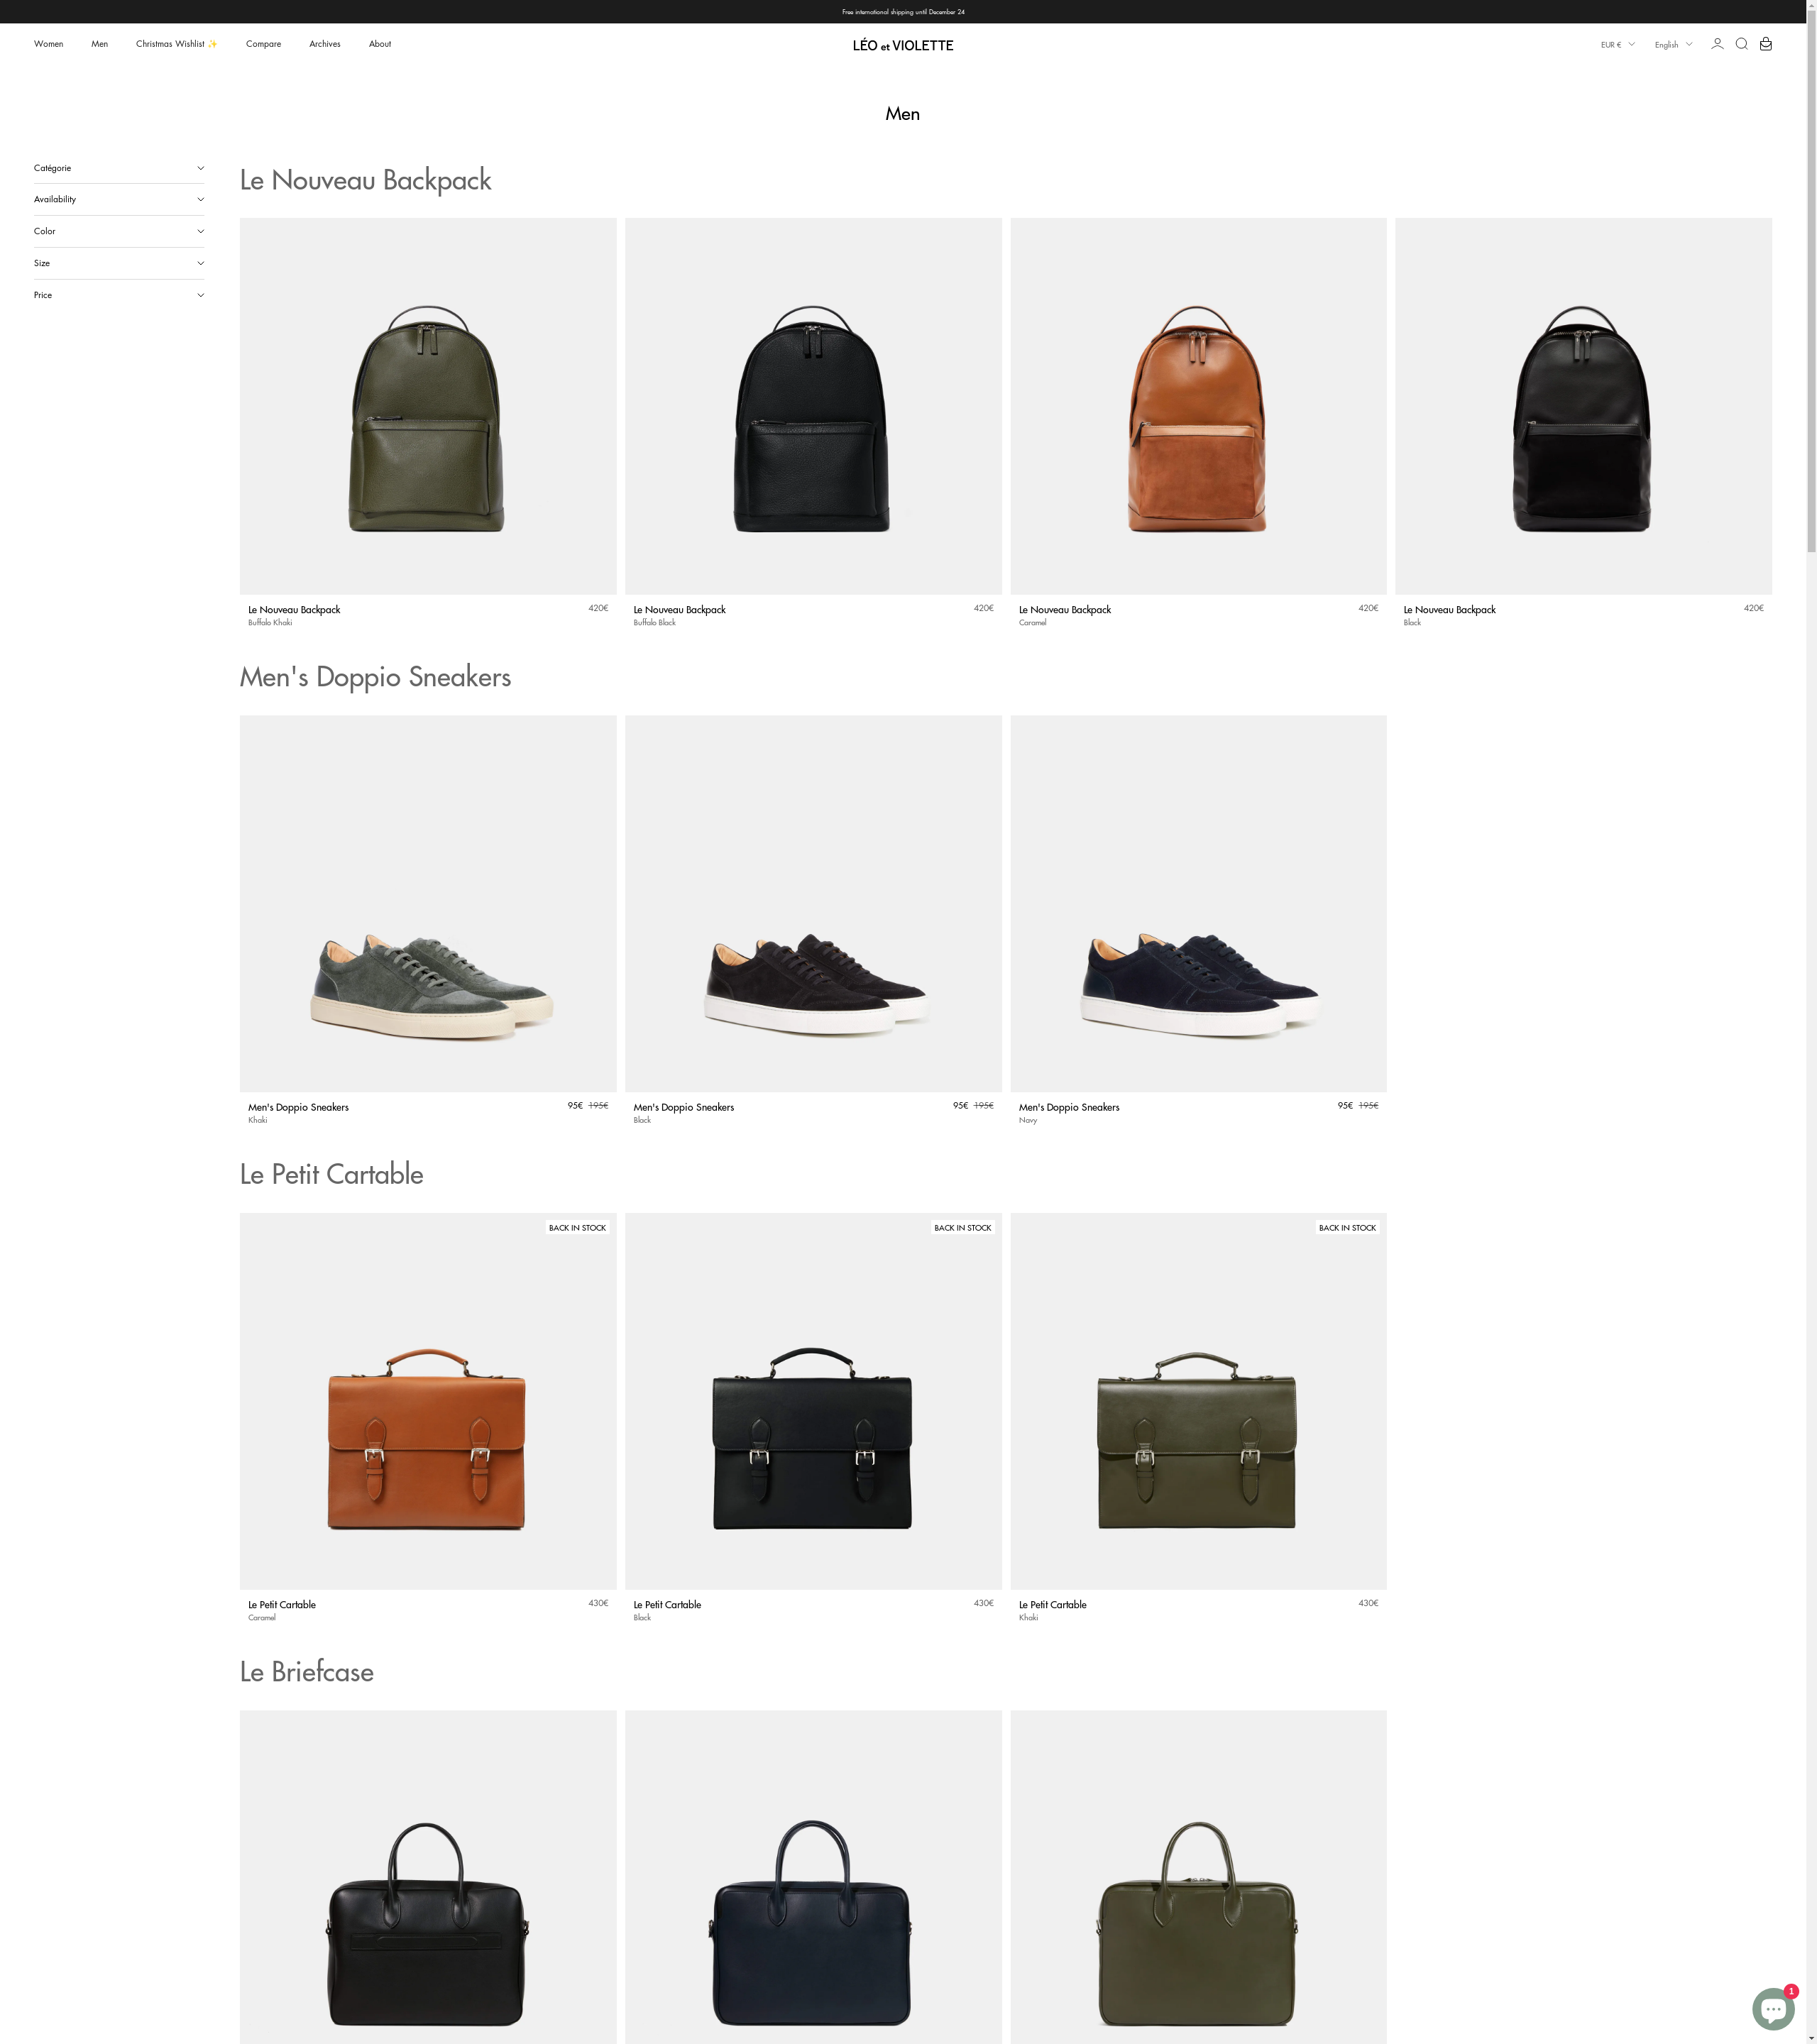 Free international shipping until December 24
Women Men Christmas Wishlist ✨ Compare Archives About
LÉO et VIOLETTE
EUR € English
Men
Catégorie
Availability
Color
Size
Price
Le Nouveau Backpack
Le Nouveau Backpack 420€
Buffalo Khaki
Le Nouveau Backpack 420€
Buffalo Black
Le Nouveau Backpack 420€
Caramel
Le Nouveau Backpack 420€
Black
Men's Doppio Sneakers
Men's Doppio Sneakers 95€ 195€
Khaki
Men's Doppio Sneakers 95€ 195€
Black
Men's Doppio Sneakers 95€ 195€
Navy
Le Petit Cartable
BACK IN STOCK
BACK IN STOCK
BACK IN STOCK
Le Petit Cartable 430€
Caramel
Le Petit Cartable 430€
Black
Le Petit Cartable 430€
Khaki
Le Briefcase
1